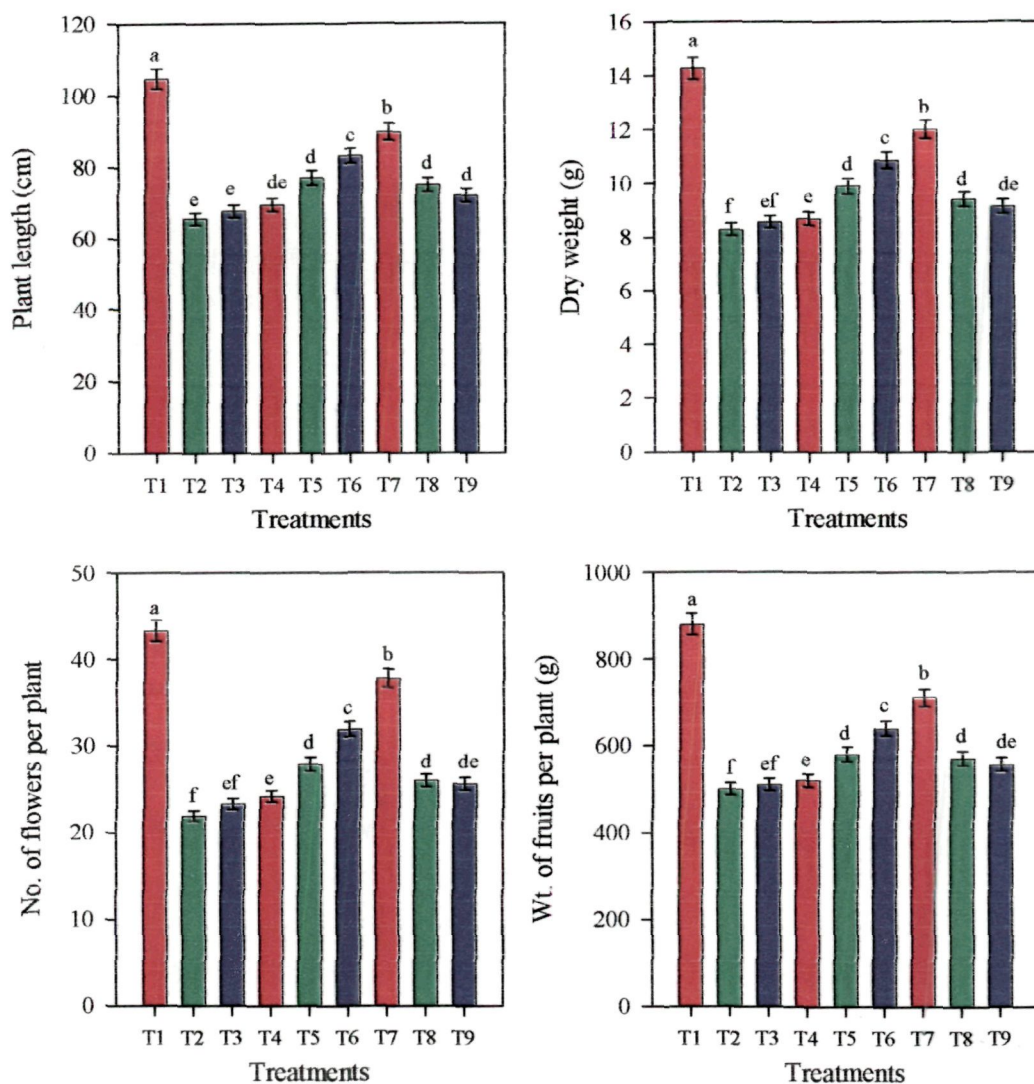 Plant length (cm)
120
100
80
60
40
20
0
a
e
e
de
d
c
b
d
d
T1 T2 T3 T4 T5 T6 T7 T8 T9
Treatments
Dry weight (g)
16
14
12
10
8
6
4
2
0
a
f
ef
e
d
c
b
d
de
T1 T2 T3 T4 T5 T6 T7 T8 T9
Treatments
No. of flowers per plant
50
40
30
20
10
0
a
f
ef
e
d
c
b
d
de
T1 T2 T3 T4 T5 T6 T7 T8 T9
Treatments
Wt. of fruits per plant (g)
1000
800
600
400
200
0
a
f
ef
e
d
c
b
d
de
T1 T2 T3 T4 T5 T6 T7 T8 T9
Treatments